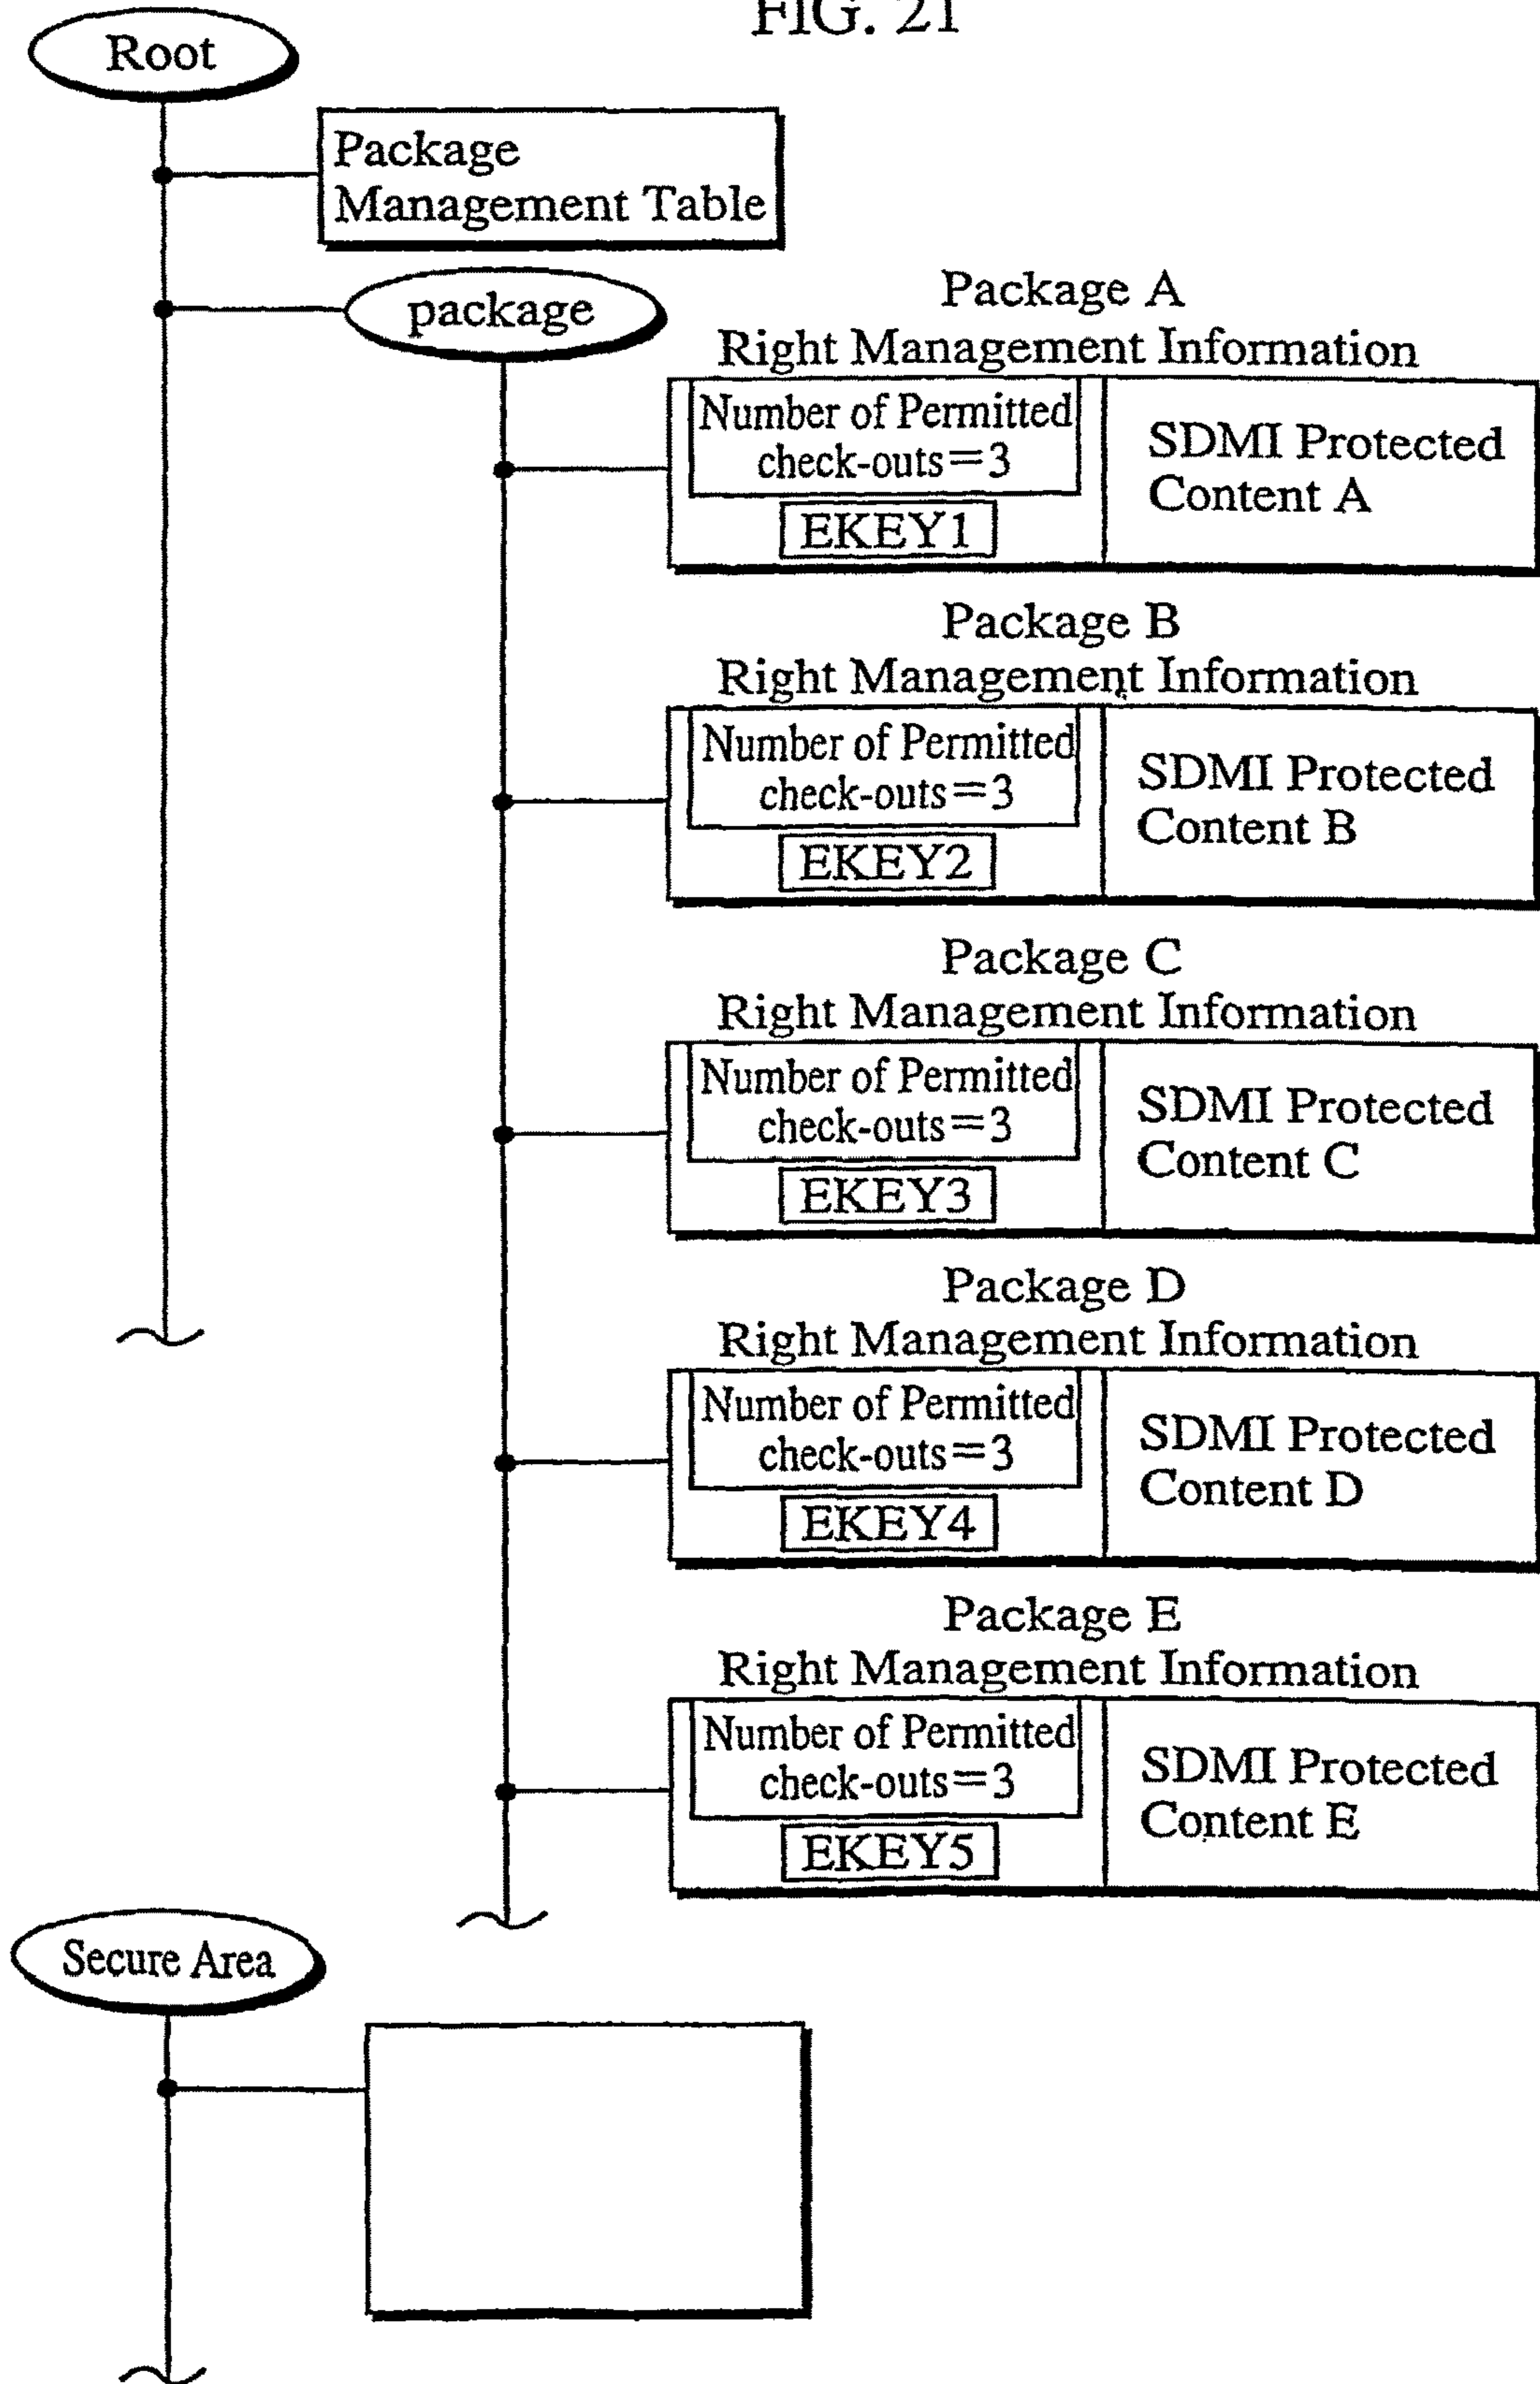 FIG. 21
Root
Package
Management Table
package
Package A
Right Management Information
Number of Permitted
check-outs=3
EKEY1
SDMI Protected
Content A
Package B
Right Management Information
Number of Permitted
check-outs=3
EKEY2
SDMI Protected
Content B
Package C
Right Management Information
Number of Permitted
check-outs=3
EKEY3
SDMI Protected
Content C
Package D
Right Management Information
Number of Permitted
check-outs=3
EKEY4
SDMI Protected
Content D
Package E
Right Management Information
Number of Permitted
check-outs=3
EKEY5
SDMI Protected
Content E
Secure Area